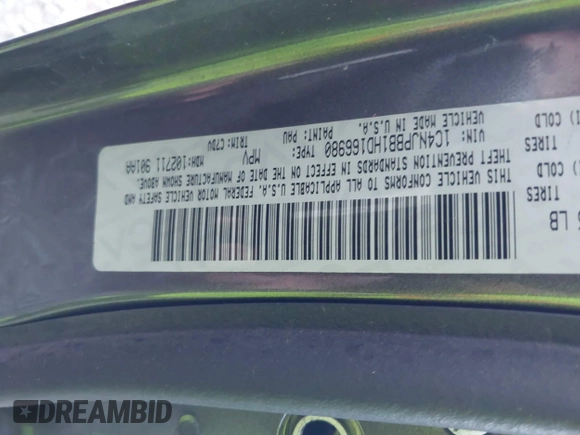 THIS VEHICLE CONFORMS TO ALL APPLICABLE U.S.A. FEDERAL MOTOR VEHICLE SAFETY AND
THEFT PREVENTION STANDARDS IN EFFECT ON THE DATE OF MANUFACTURE SHOWN ABOVE:
VIN: 1C4NJPBB1HD166980 TYPE: MPV MDH:102711 901AA
VEHICLE MADE IN U.S.A. PAINT: PAU TRIM: C7DV
LB
TIRES
COLD
TIRES
COLD
DREAMBID